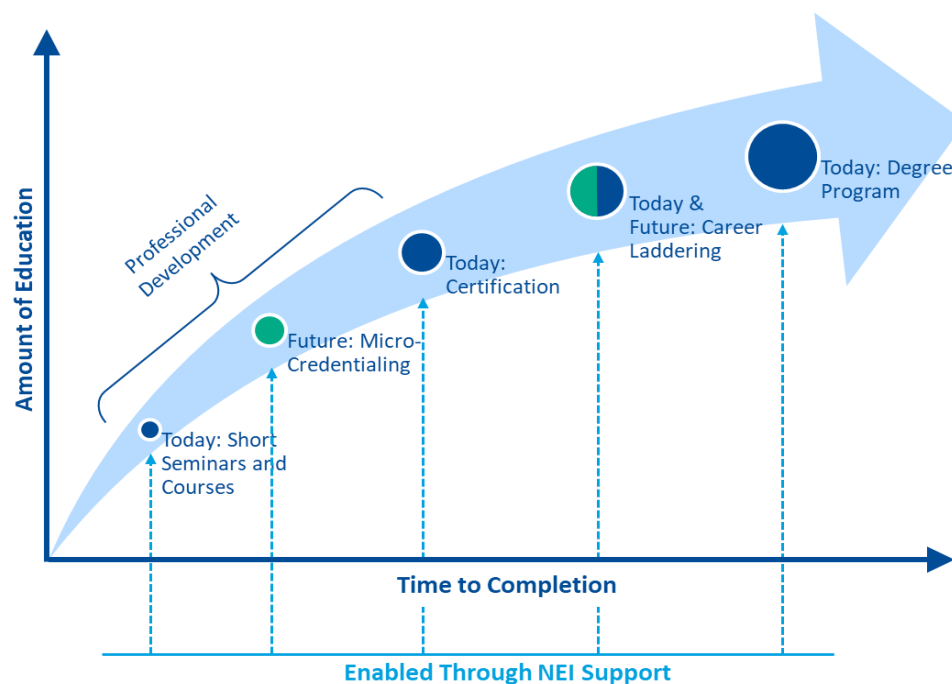 Amount of Education
Professional
Development
Today: Short
Seminars and
Courses
Future: Micro-
Credentialing
Today:
Certification
Today &
Future: Career
Laddering
Today: Degree
Program
Time to Completion
Enabled Through NEI Support